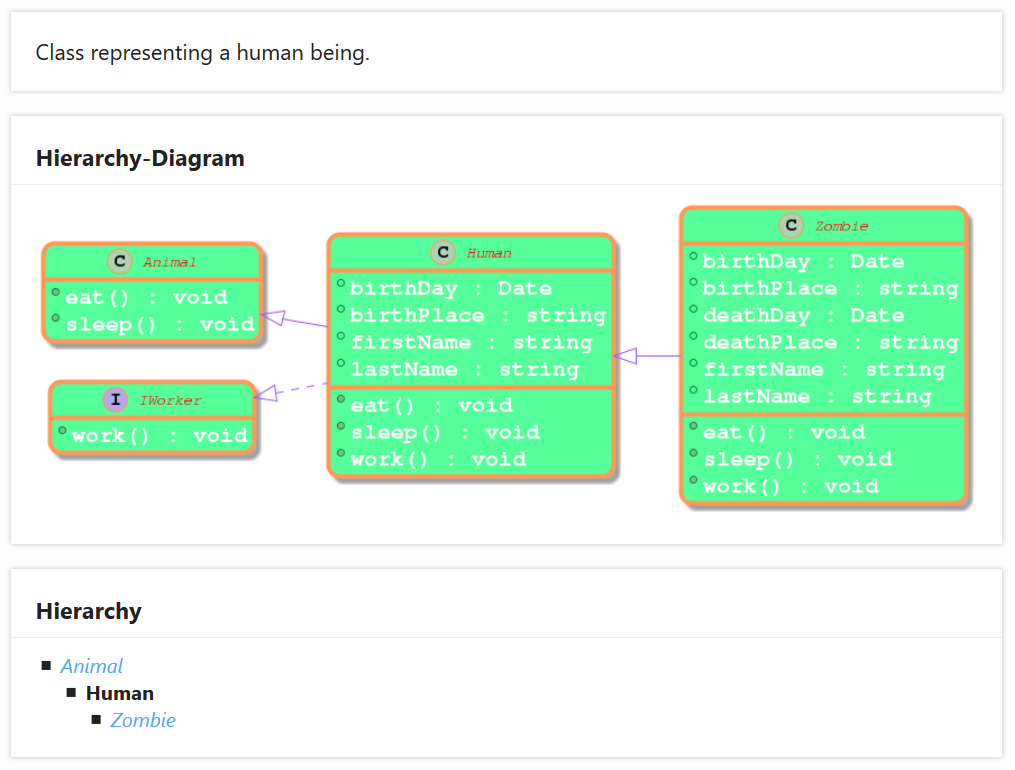 Class representing a human being.
Hierarchy-Diagram
C Animal
eat() : void
sleep() : void
I IWorker
work() : void
C Human
birthDay : Date
birthPlace : string
firstName : string
lastName : string
eat() : void
sleep() : void
work() : void
C Zombie
birthDay : Date
birthPlace : string
deathDay : Date
deathPlace : string
firstName : string
lastName : string
eat() : void
sleep() : void
work() : void
Hierarchy
Animal
Human
Zombie